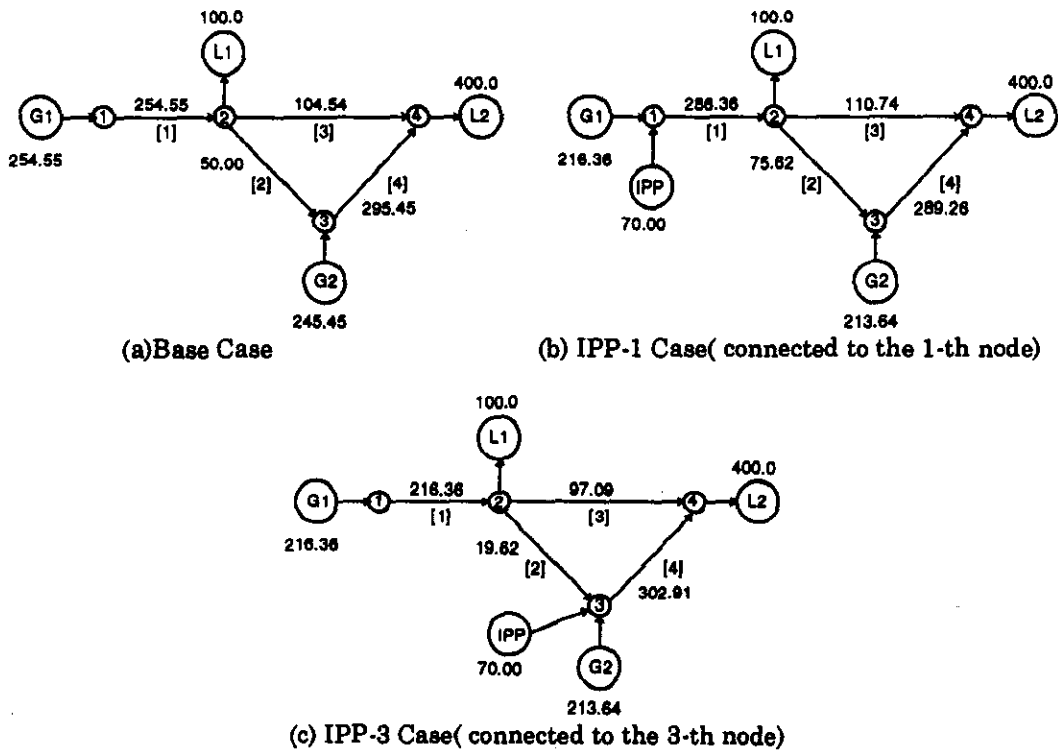 100.0
L1
400.0
G1
1
254.55
2
104.54
4
L2
[1]
[3]
254.55
50.00
[2]
[4]
295.45
3
G2
245.45
(a)Base Case
100.0
L1
400.0
G1
1
286.36
2
110.74
4
L2
[1]
[3]
216.36
75.62
[2]
[4]
289.26
IPP
70.00
3
G2
213.64
(b) IPP-1 Case( connected to the 1-th node)
100.0
L1
400.0
G1
1
216.36
2
97.09
4
L2
[1]
[3]
216.36
19.62
[2]
[4]
302.91
3
IPP
70.00
G2
213.64
(c) IPP-3 Case( connected to the 3-th node)